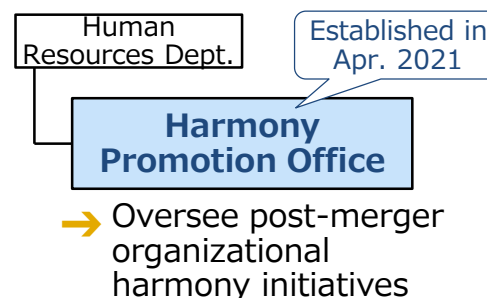 Human
Resources Dept.
Established in
Apr. 2021
Harmony
Promotion Office
➔ Oversee post-merger
organizational
harmony initiatives